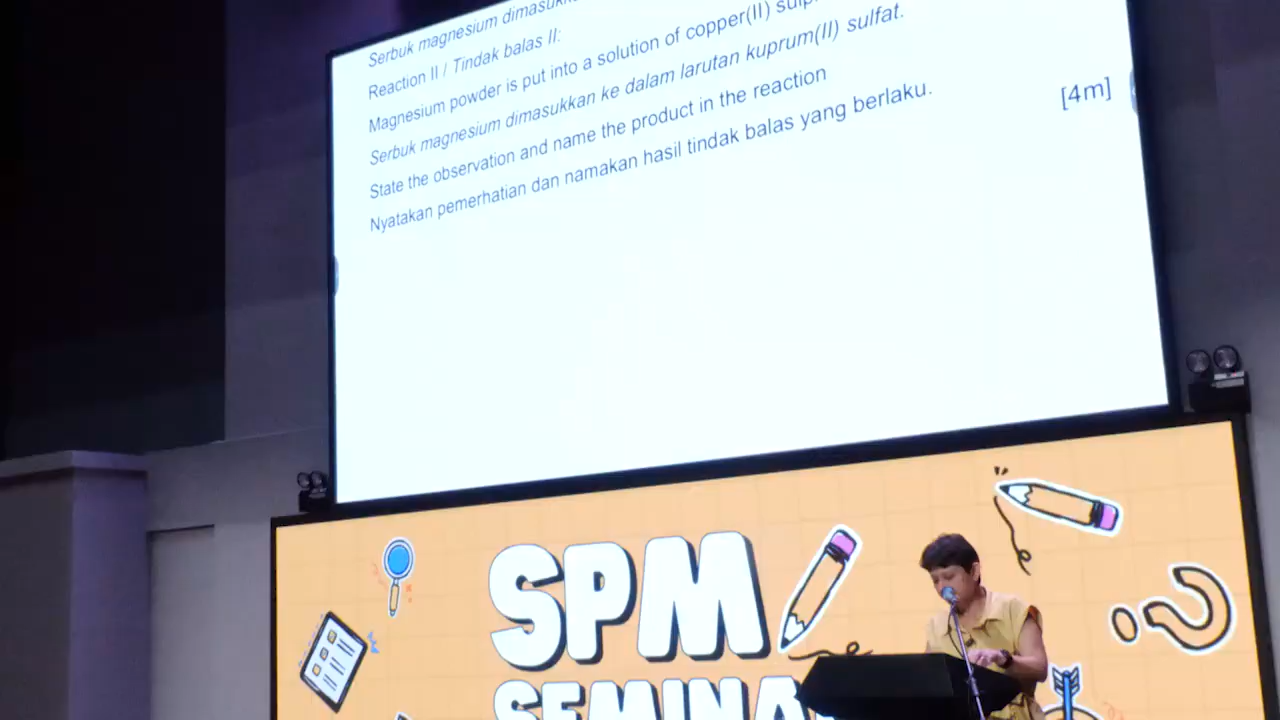 Serbuk magnesium
Reaction II / Tindak balas II:
Magnesium powder is put into a solution of copper(II)
Serbuk magnesium dimasukkan ke dalam larutan kuprum(II) sulfat.
State the observation and name the product in the reaction
Nyatakan pemerhatian dan namakan hasil tindak balas yang berlaku.
[4m]
SPM